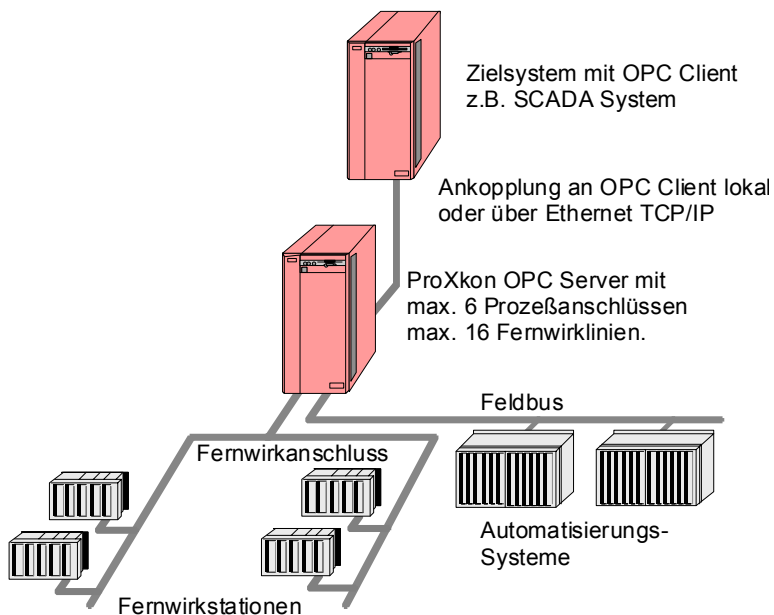 Zielsystem mit OPC Client
z.B. SCADA System
Ankopplung an OPC Client lokal
oder über Ethernet TCP/IP
ProXkon OPC Server mit
max. 6 Prozeßanschlüssen
max. 16 Fernwirklinien.
Feldbus
Fernwirkanschluss
Automatisierungs-
Systeme
Fernwirkstationen